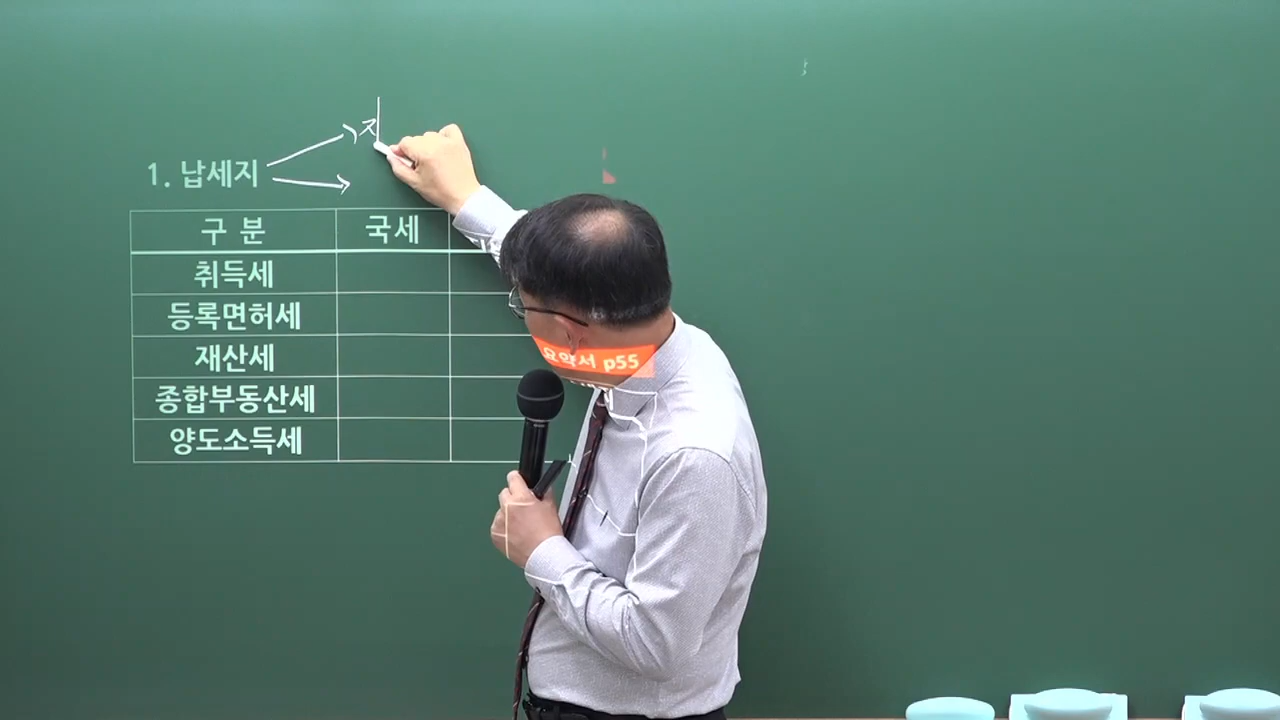 1. 납세지
지
구 분 국세
취득세
등록면허세
재산세
종합부동산세
양도소득세
요약서 p55